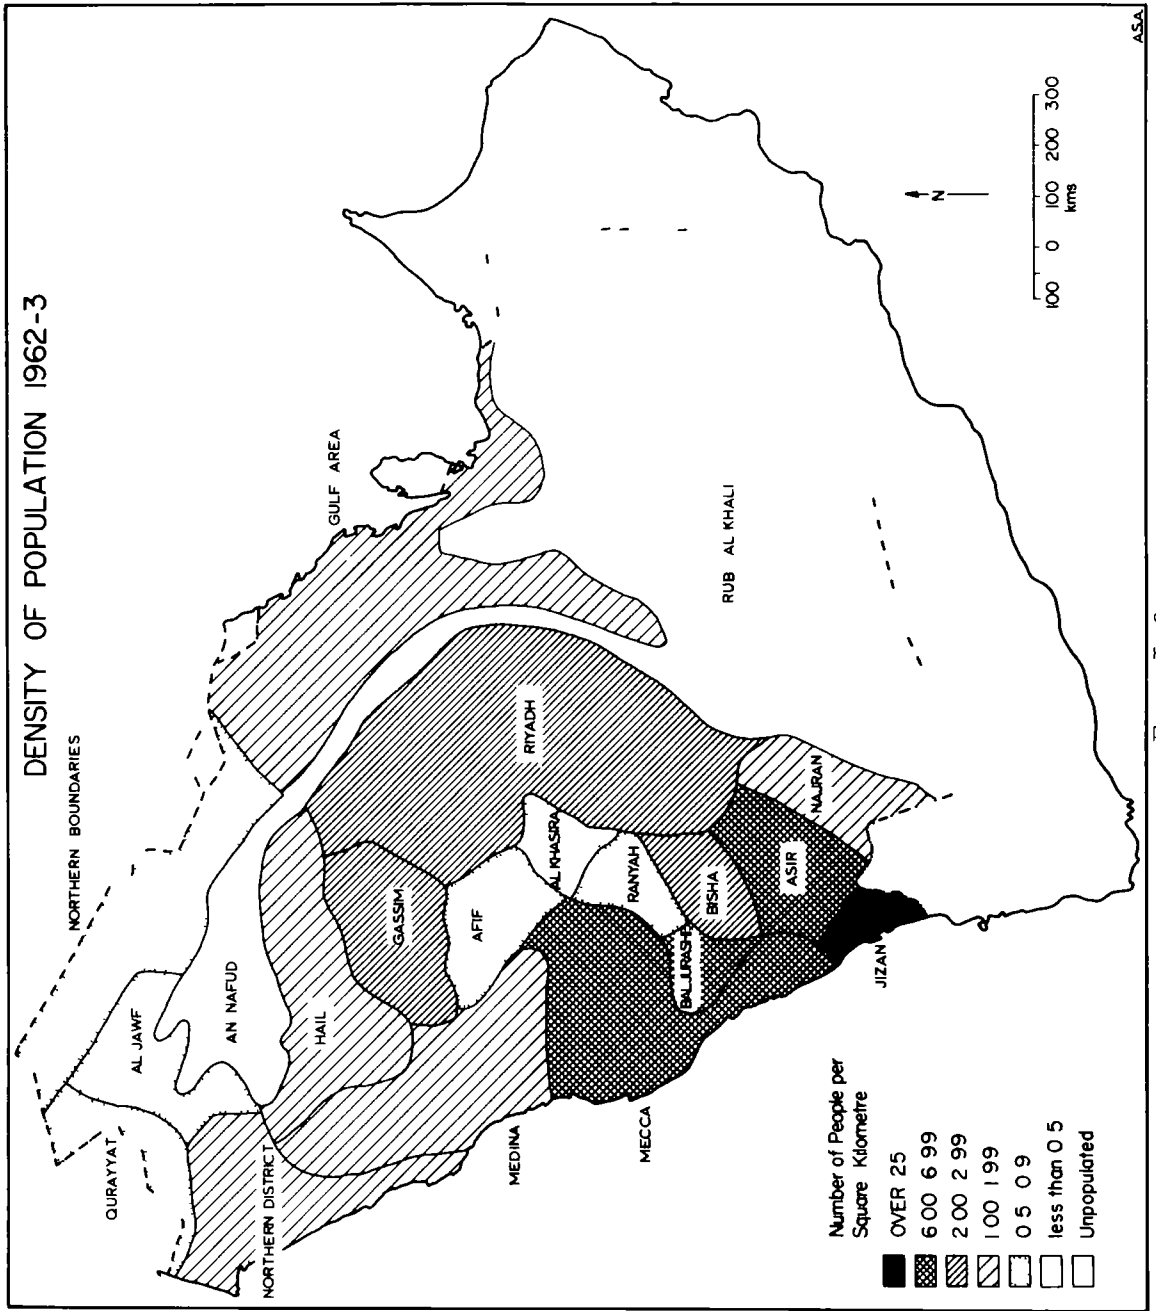 DENSITY OF POPULATION 1962-3
NORTHERN BOUNDARIES
GULF AREA
QURAYYAT
AL JAWF
AN NAFUD
NORTHERN DISTRICT
HAIL
GASSIM
RIYADH
AFIF
AL KHASIRA
RANYAH
BISHA
BALJURASHI
ASIR
NAJRAN
JIZAN
MEDINA
MECCA
RUB AL KHALI
Number of People per
Square Kilometre
OVER 25
6 00 6 99
2 00 2 99
1 00 1 99
0 5 0 9
less than 0 5
Unpopulated
N
100 0 100 200 300
kms
A.S.A.